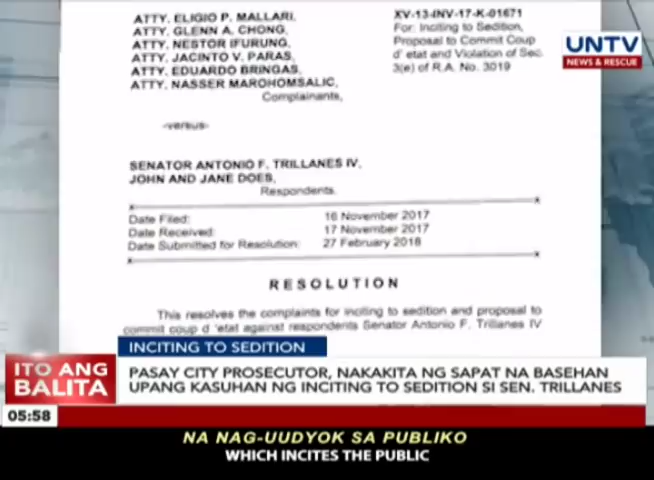 ATTY. ELIGIO P. MALLARI,
ATTY. GLENN A. CHONG,
ATTY. NESTOR IFURUNG,
ATTY. JACINTO V. PARAS,
ATTY. EDUARDO BRINGAS,
ATTY. NASSER MAROHOMSALIC,
Complainants,
XV-13-INV-17-K-01671
For: Inciting to Sedition,
Proposal to Commit Coup
d' etat and Violation of Sec.
3(e) of R.A. No. 3019
UNTV
NEWS & RESCUE
-versus-
SENATOR ANTONIO F. TRILLANES IV,
JOHN AND JANE DOES,
Respondents.
x x
Date Filed: 16 November 2017
Date Received: 17 November 2017
Date Submitted for Resolution: 27 February 2018
x x
RESOLUTION
This resolves the complaints for inciting to sedition and proposal to
commit coup d 'etat against respondents Senator Antonio F. Trillanes IV
INCITING TO SEDITION
ITO ANG
BALITA
PASAY CITY PROSECUTOR, NAKAKITA NG SAPAT NA BASEHAN
UPANG KASUHAN NG INCITING TO SEDITION SI SEN. TRILLANES
05:58
NA NAG-UUDYOK SA PUBLIKO
WHICH INCITES THE PUBLIC